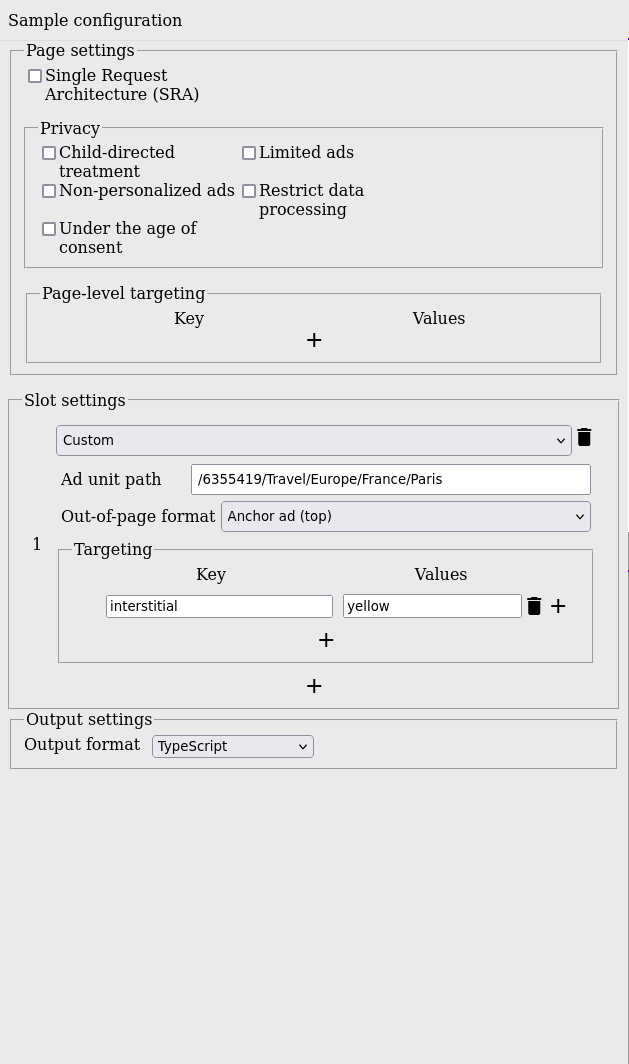 Sample configuration
Page settings
Single Request
Architecture (SRA)
Privacy
Child-directed
treatment
Limited ads
Non-personalized ads
Restrict data
processing
Under the age of
consent
Page-level targeting
Key Values
+
Slot settings
Custom
Ad unit path /6355419/Travel/Europe/France/Paris
Out-of-page format Anchor ad (top)
1
Targeting
Key Values
interstitial yellow +
+
+
Output settings
Output format TypeScript